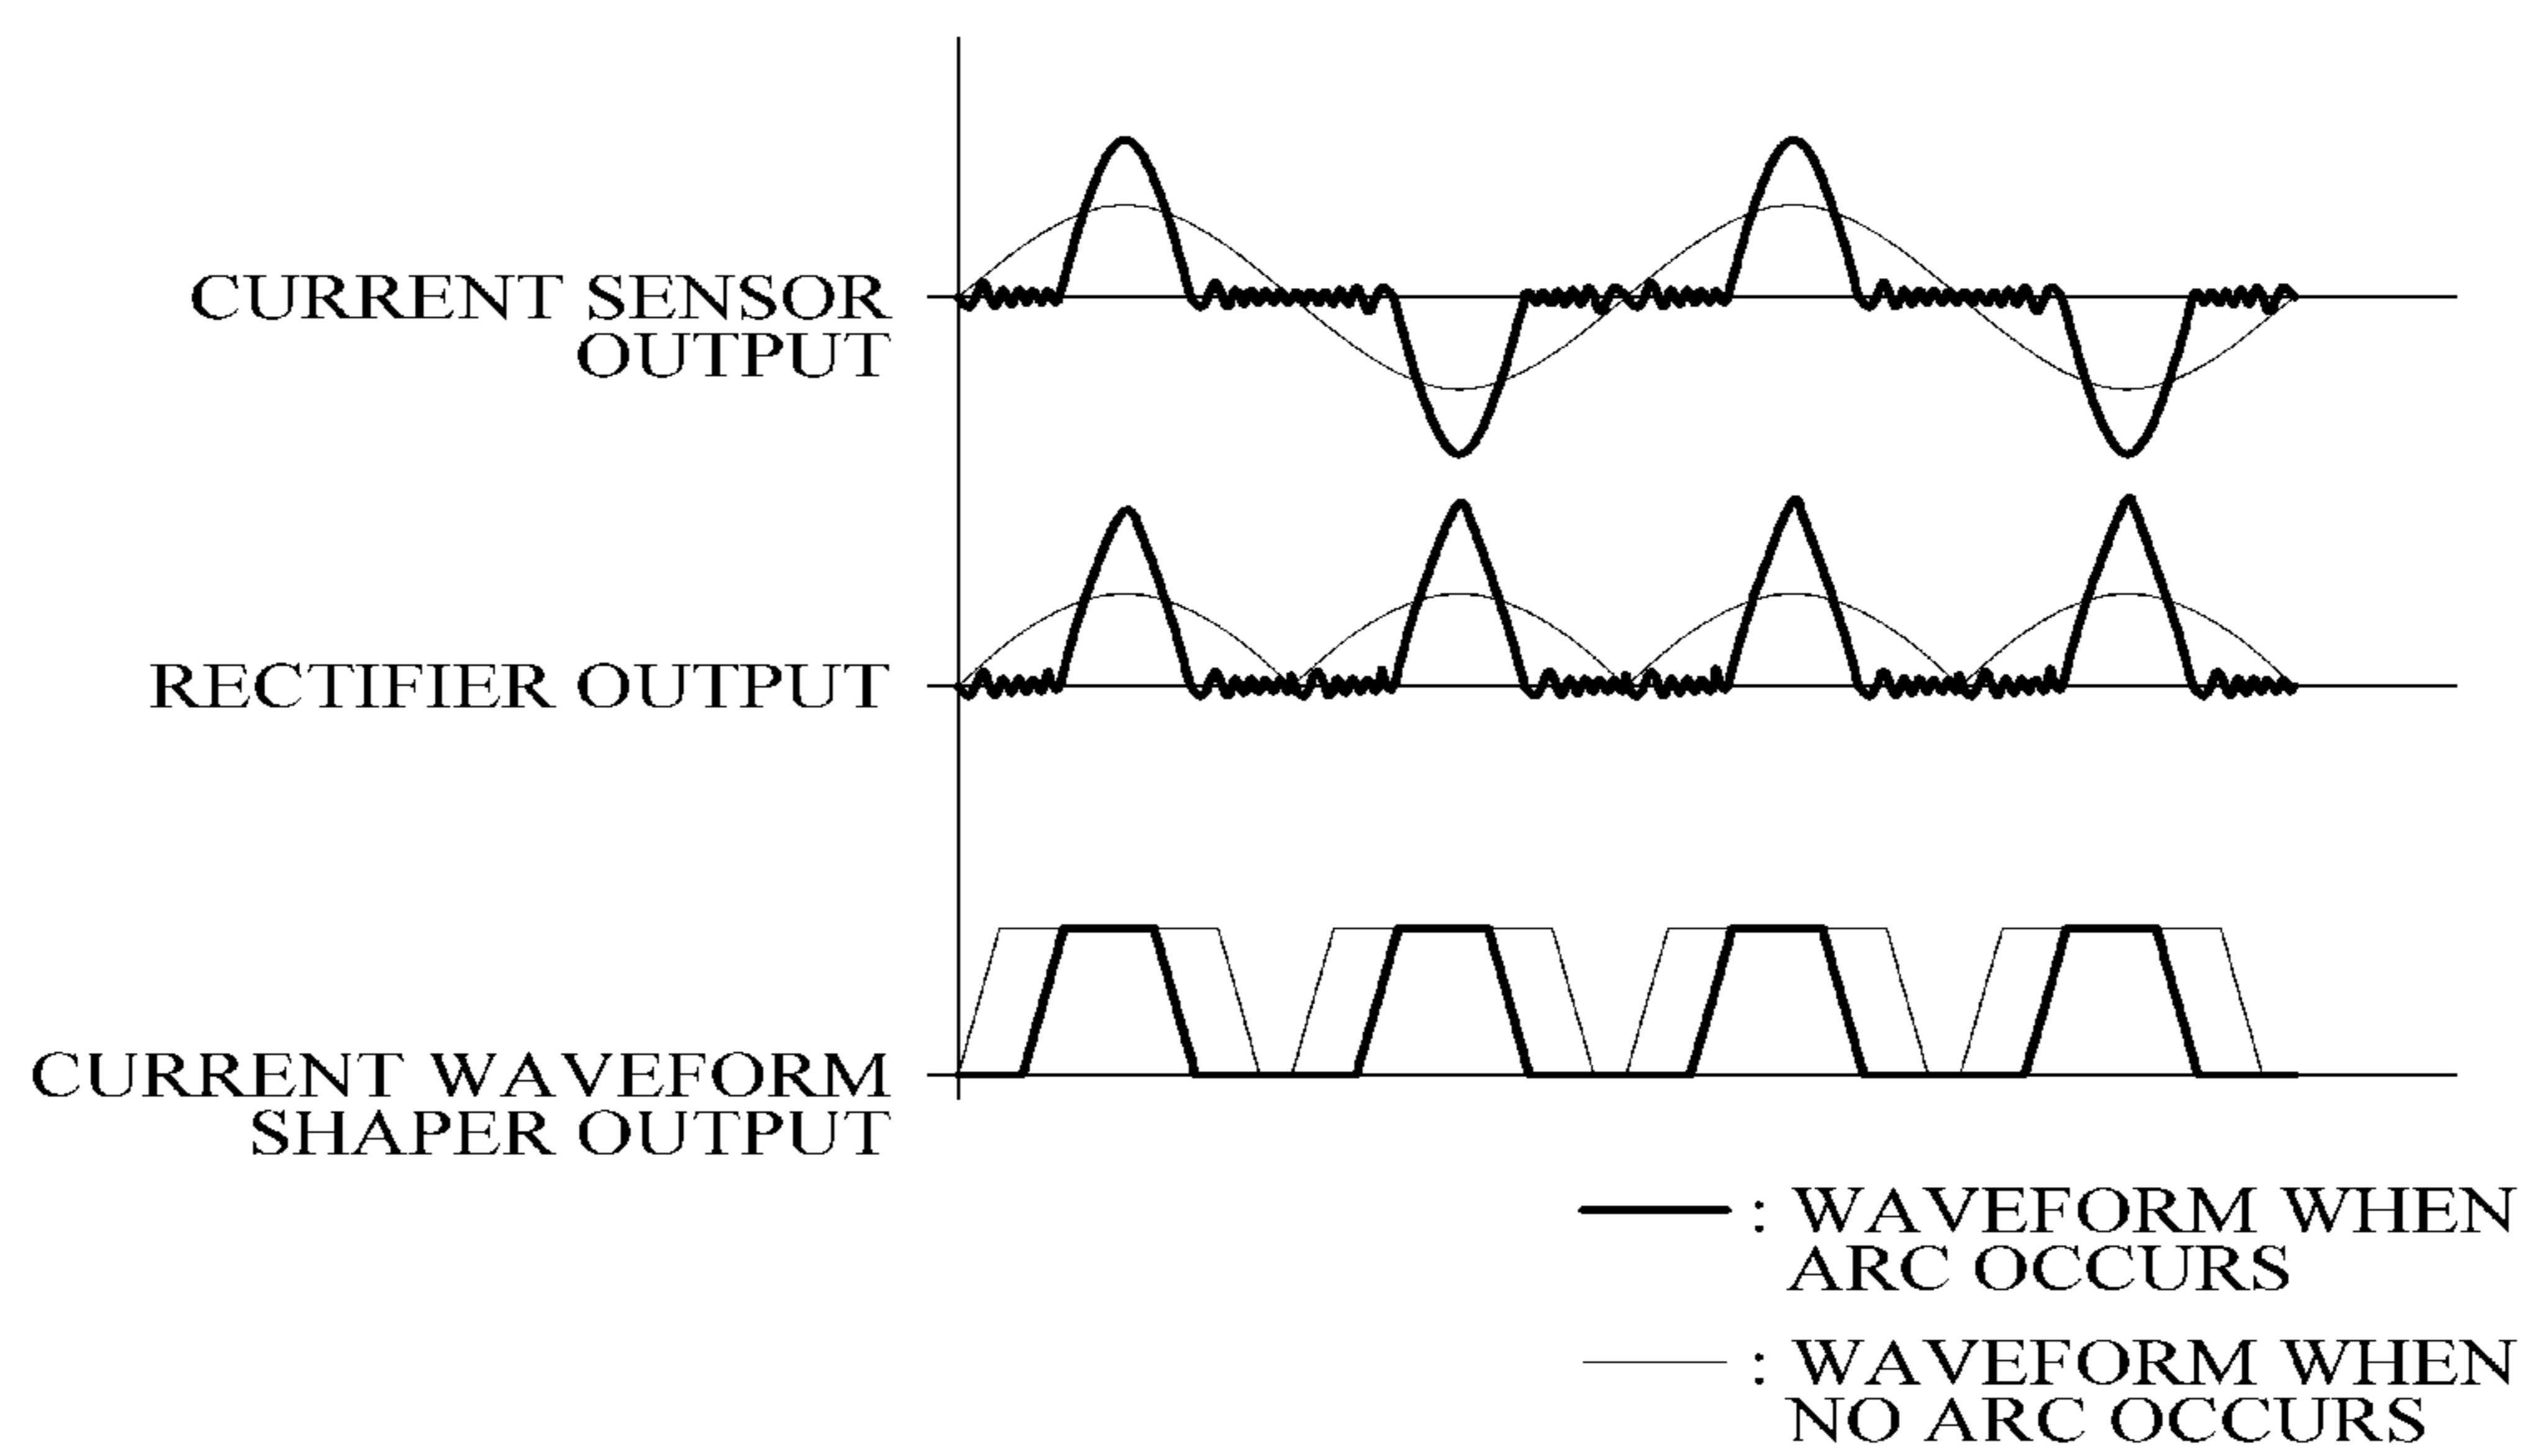 CURRENT SENSOR
OUTPUT
RECTIFIER OUTPUT
CURRENT WAVEFORM
SHAPER OUTPUT
: WAVEFORM WHEN
ARC OCCURS
: WAVEFORM WHEN
NO ARC OCCURS